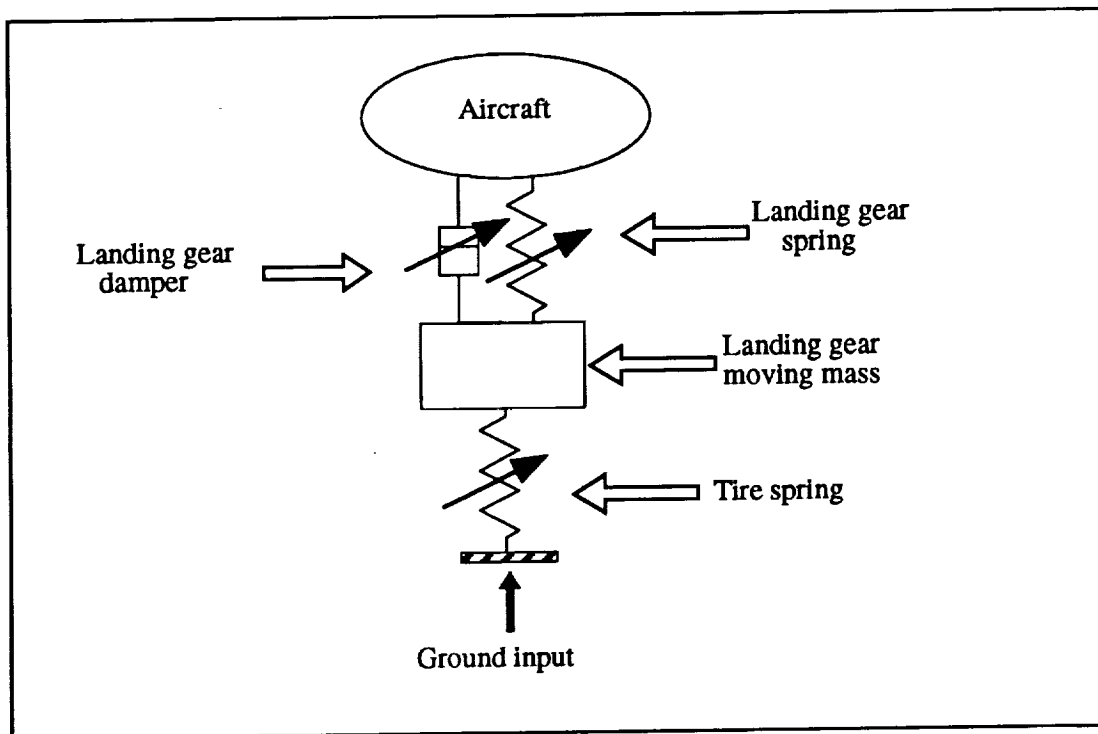 Aircraft
Landing gear
spring
Landing gear
damper
Landing gear
moving mass
Tire spring
Ground input